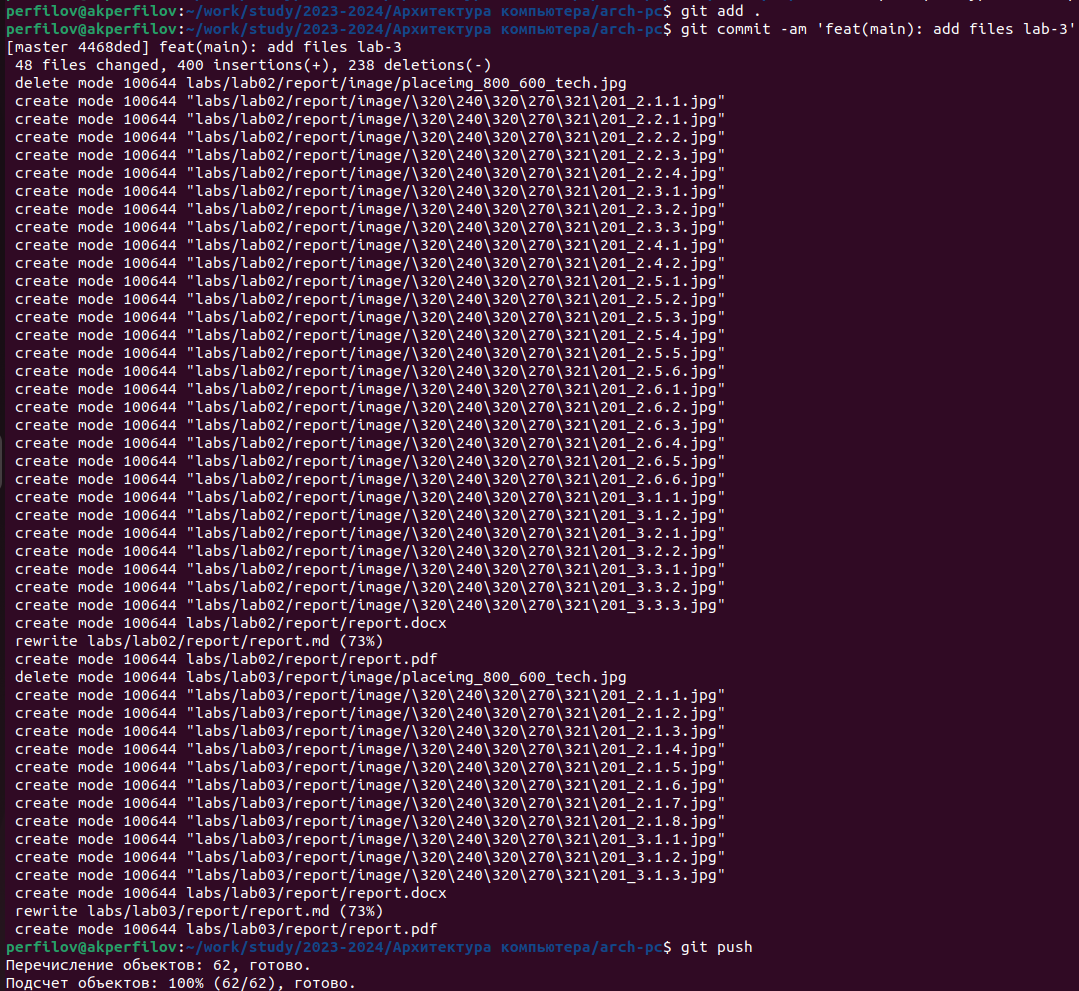 perfilov@akperfilov:~/work/study/2023-2024/Архитектура компьютера/arch-pc$ git add .
perfilov@akperfilov:~/work/study/2023-2024/Архитектура компьютера/arch-pc$ git commit -am 'feat(main): add files lab-3'
[master 4468ded] feat(main): add files lab-3
 48 files changed, 400 insertions(+), 238 deletions(-)
 delete mode 100644 labs/lab02/report/image/placeimg_800_600_tech.jpg
 create mode 100644 "labs/lab02/report/image/\320\240\320\270\321\201_2.1.1.jpg"
 create mode 100644 "labs/lab02/report/image/\320\240\320\270\321\201_2.2.1.jpg"
 create mode 100644 "labs/lab02/report/image/\320\240\320\270\321\201_2.2.2.jpg"
 create mode 100644 "labs/lab02/report/image/\320\240\320\270\321\201_2.2.3.jpg"
 create mode 100644 "labs/lab02/report/image/\320\240\320\270\321\201_2.2.4.jpg"
 create mode 100644 "labs/lab02/report/image/\320\240\320\270\321\201_2.3.1.jpg"
 create mode 100644 "labs/lab02/report/image/\320\240\320\270\321\201_2.3.2.jpg"
 create mode 100644 "labs/lab02/report/image/\320\240\320\270\321\201_2.3.3.jpg"
 create mode 100644 "labs/lab02/report/image/\320\240\320\270\321\201_2.4.1.jpg"
 create mode 100644 "labs/lab02/report/image/\320\240\320\270\321\201_2.4.2.jpg"
 create mode 100644 "labs/lab02/report/image/\320\240\320\270\321\201_2.5.1.jpg"
 create mode 100644 "labs/lab02/report/image/\320\240\320\270\321\201_2.5.2.jpg"
 create mode 100644 "labs/lab02/report/image/\320\240\320\270\321\201_2.5.3.jpg"
 create mode 100644 "labs/lab02/report/image/\320\240\320\270\321\201_2.5.4.jpg"
 create mode 100644 "labs/lab02/report/image/\320\240\320\270\321\201_2.5.5.jpg"
 create mode 100644 "labs/lab02/report/image/\320\240\320\270\321\201_2.5.6.jpg"
 create mode 100644 "labs/lab02/report/image/\320\240\320\270\321\201_2.6.1.jpg"
 create mode 100644 "labs/lab02/report/image/\320\240\320\270\321\201_2.6.2.jpg"
 create mode 100644 "labs/lab02/report/image/\320\240\320\270\321\201_2.6.3.jpg"
 create mode 100644 "labs/lab02/report/image/\320\240\320\270\321\201_2.6.4.jpg"
 create mode 100644 "labs/lab02/report/image/\320\240\320\270\321\201_2.6.5.jpg"
 create mode 100644 "labs/lab02/report/image/\320\240\320\270\321\201_2.6.6.jpg"
 create mode 100644 "labs/lab02/report/image/\320\240\320\270\321\201_3.1.1.jpg"
 create mode 100644 "labs/lab02/report/image/\320\240\320\270\321\201_3.1.2.jpg"
 create mode 100644 "labs/lab02/report/image/\320\240\320\270\321\201_3.2.1.jpg"
 create mode 100644 "labs/lab02/report/image/\320\240\320\270\321\201_3.2.2.jpg"
 create mode 100644 "labs/lab02/report/image/\320\240\320\270\321\201_3.3.1.jpg"
 create mode 100644 "labs/lab02/report/image/\320\240\320\270\321\201_3.3.2.jpg"
 create mode 100644 "labs/lab02/report/image/\320\240\320\270\321\201_3.3.3.jpg"
 create mode 100644 labs/lab02/report/report.docx
 rewrite labs/lab02/report/report.md (73%)
 create mode 100644 labs/lab02/report/report.pdf
 delete mode 100644 labs/lab03/report/image/placeimg_800_600_tech.jpg
 create mode 100644 "labs/lab03/report/image/\320\240\320\270\321\201_2.1.1.jpg"
 create mode 100644 "labs/lab03/report/image/\320\240\320\270\321\201_2.1.2.jpg"
 create mode 100644 "labs/lab03/report/image/\320\240\320\270\321\201_2.1.3.jpg"
 create mode 100644 "labs/lab03/report/image/\320\240\320\270\321\201_2.1.4.jpg"
 create mode 100644 "labs/lab03/report/image/\320\240\320\270\321\201_2.1.5.jpg"
 create mode 100644 "labs/lab03/report/image/\320\240\320\270\321\201_2.1.6.jpg"
 create mode 100644 "labs/lab03/report/image/\320\240\320\270\321\201_2.1.7.jpg"
 create mode 100644 "labs/lab03/report/image/\320\240\320\270\321\201_2.1.8.jpg"
 create mode 100644 "labs/lab03/report/image/\320\240\320\270\321\201_3.1.1.jpg"
 create mode 100644 "labs/lab03/report/image/\320\240\320\270\321\201_3.1.2.jpg"
 create mode 100644 "labs/lab03/report/image/\320\240\320\270\321\201_3.1.3.jpg"
 create mode 100644 labs/lab03/report/report.docx
 rewrite labs/lab03/report/report.md (73%)
 create mode 100644 labs/lab03/report/report.pdf
perfilov@akperfilov:~/work/study/2023-2024/Архитектура компьютера/arch-pc$ git push
Перечисление объектов: 62, готово.
Подсчет объектов: 100% (62/62), готово.